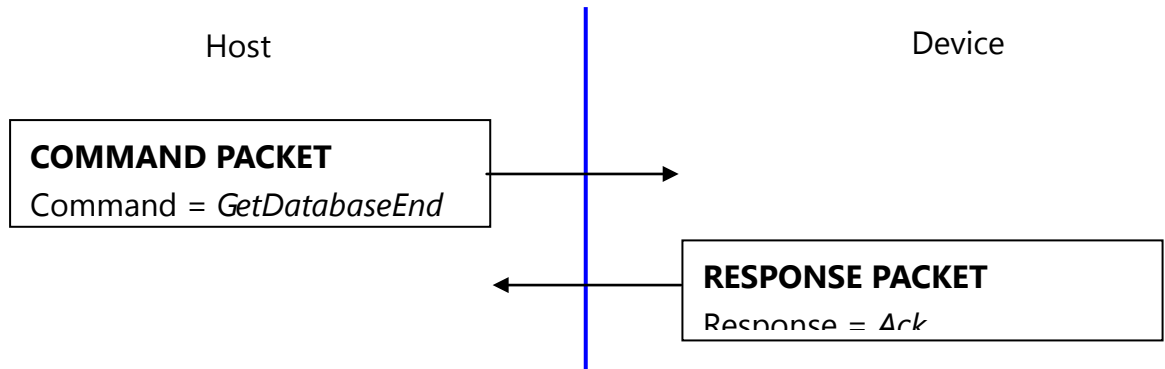 Host
Device
COMMAND PACKET
Command = GetDatabaseEnd
RESPONSE PACKET
Response = Ack